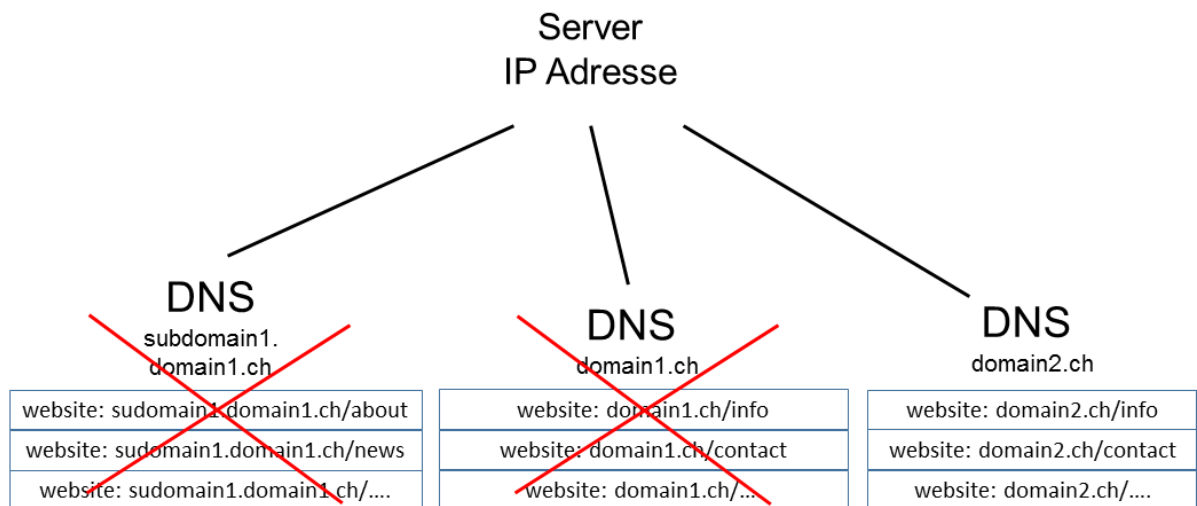 Server
IP Adresse
DNS
subdomain1.
domain1.ch
website: sudomain1.domain1.ch/about
website: sudomain1.domain1.ch/news
website: sudomain1.domain1.ch/....
DNS
domain1.ch
website: domain1.ch/info
website: domain1.ch/contact
website: domain1.ch/...
DNS
domain2.ch
website: domain2.ch/info
website: domain2.ch/contact
website: domain2.ch/....